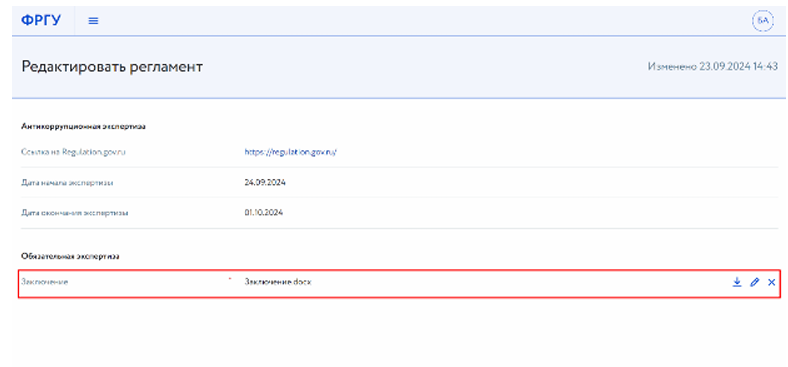 ФРГУ
БА
Редактировать регламент
Изменено 23.09.2024 14:43
Антикоррупционная экспертиза
Ссылка на Regulation.gov.ru
https://regulation.gov.ru/
Дата начала экспертизы
24.09.2024
Дата окончания экспертизы
01.10.2024
Обязательная экспертиза
Заключение *
Заключение.docx